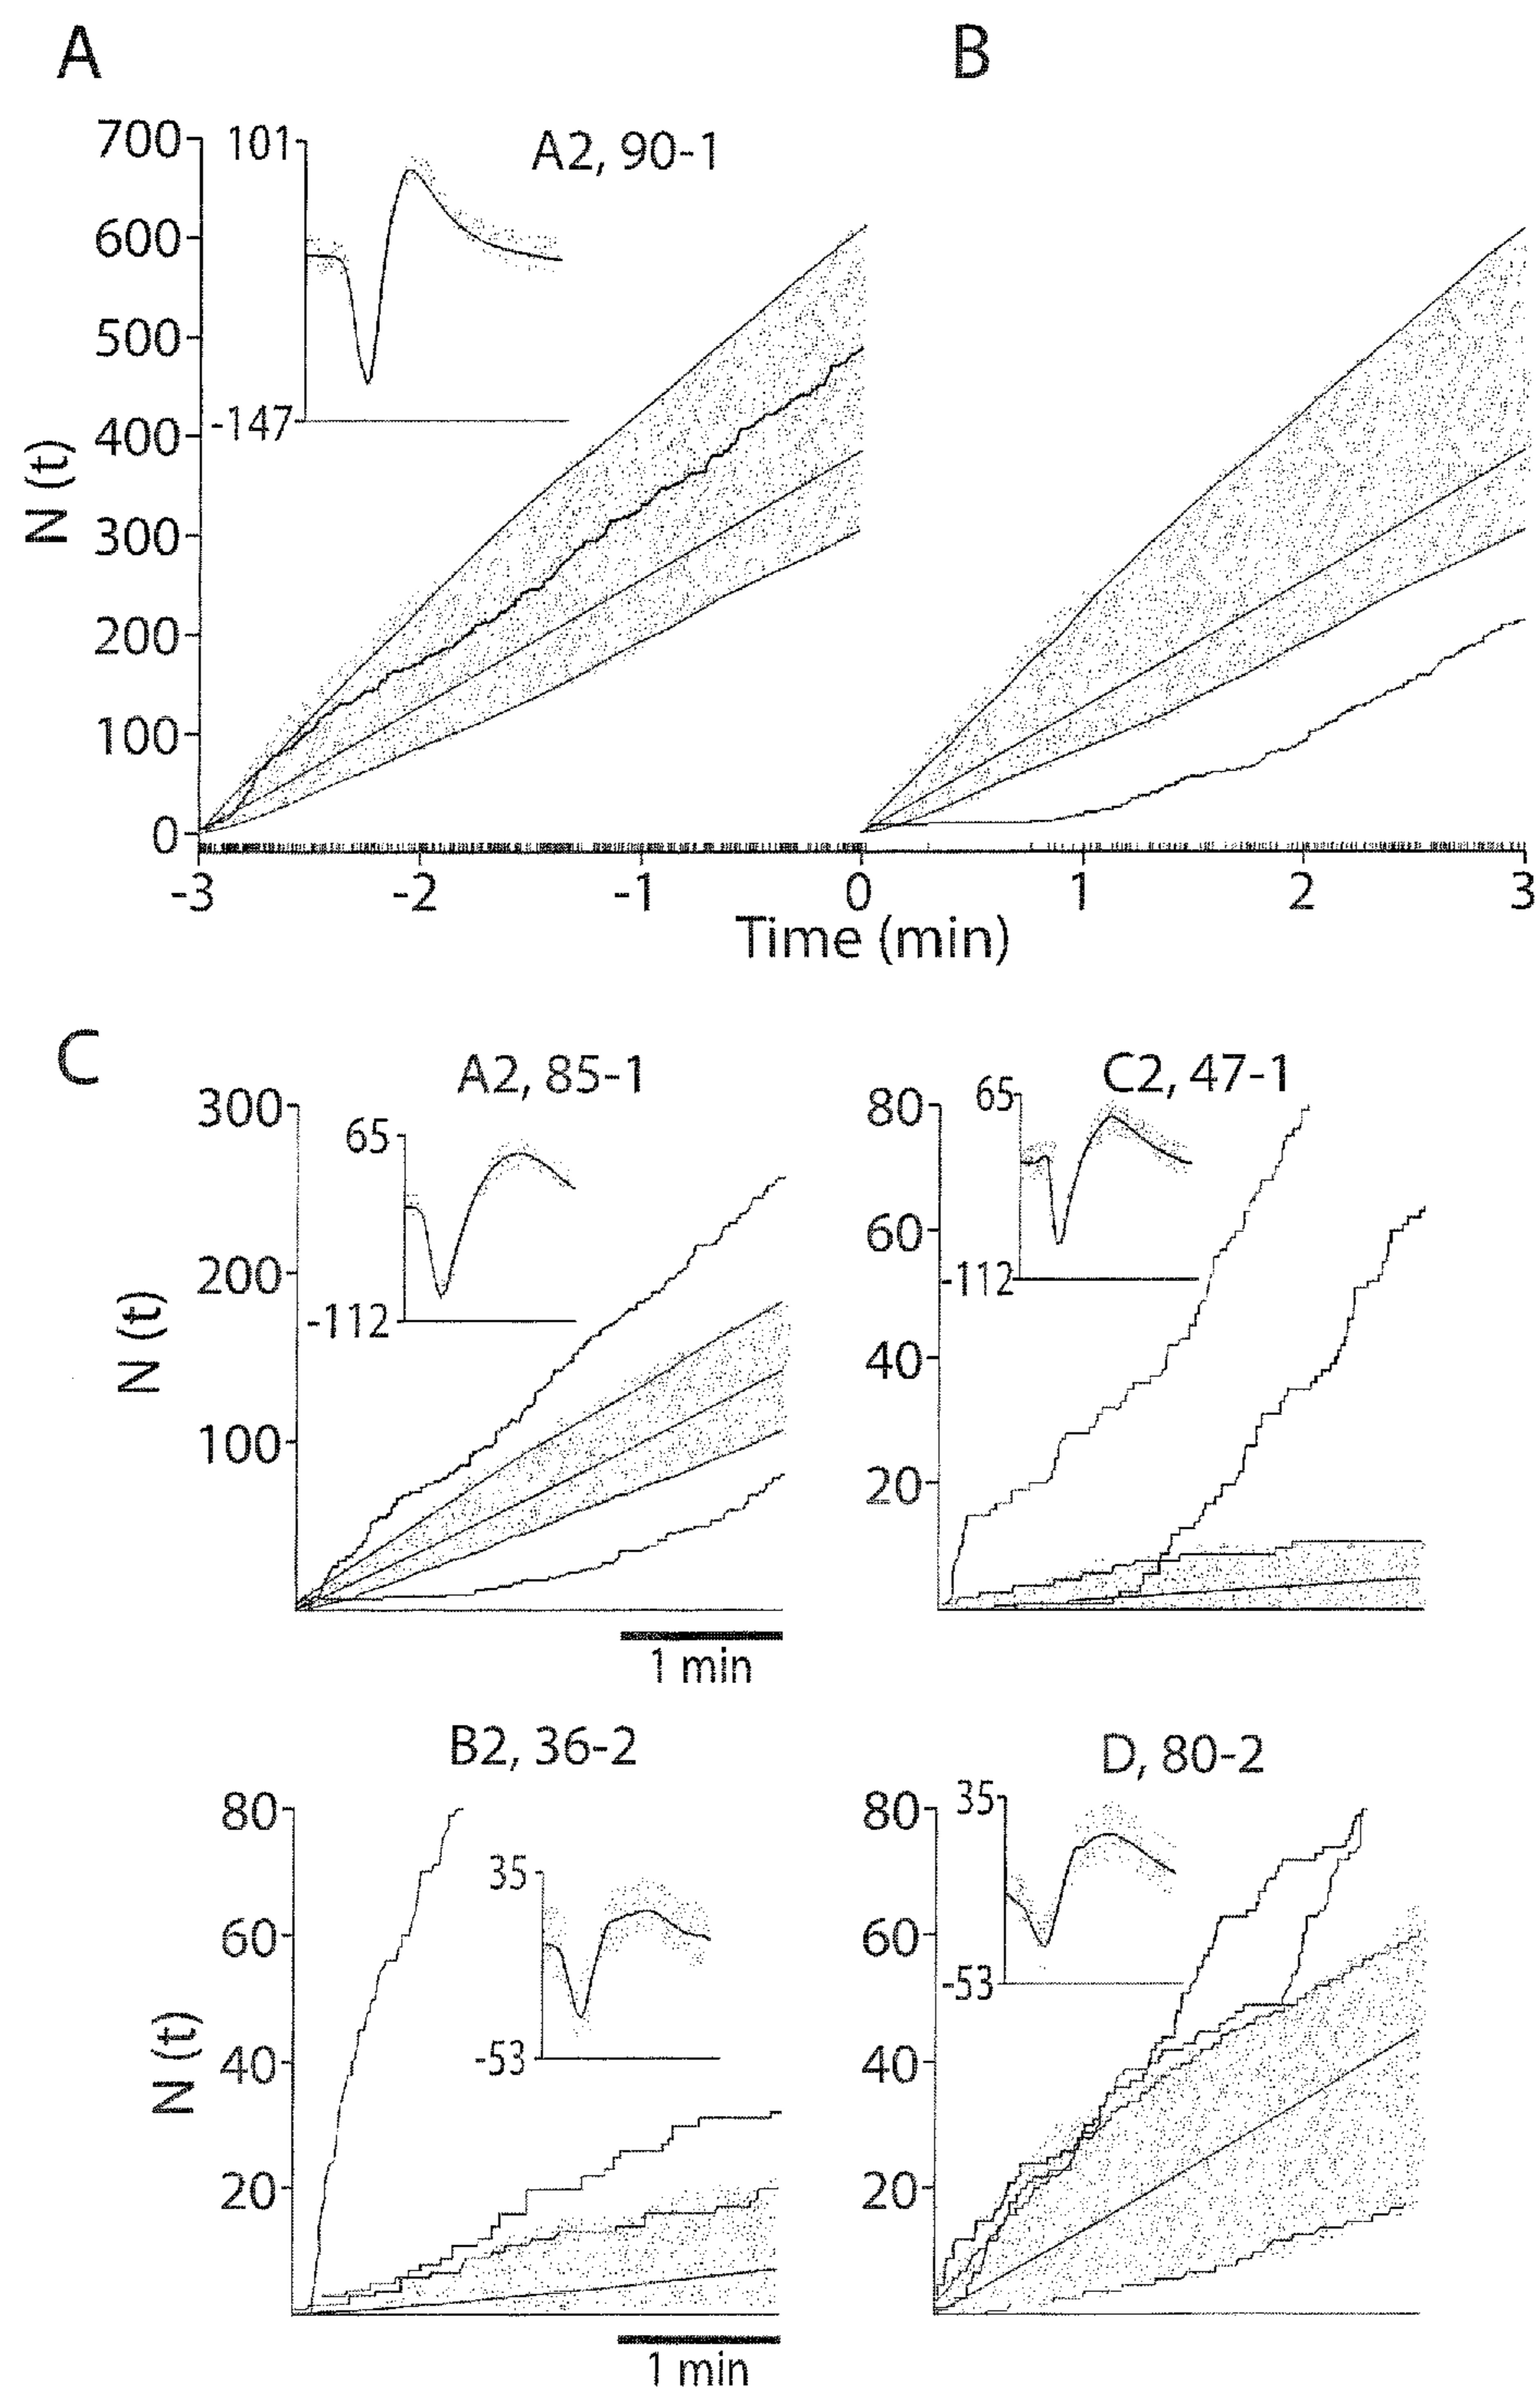 A
B
700
600
500
400
300
200
100
0
N (t)
101
-147
A2, 90-1
-3
-2
-1
0
1
2
3
Time (min)
C
A2, 85-1
300
200
100
N (t)
65
-112
1 min
C2, 47-1
80
60
40
20
65
-112
B2, 36-2
80
60
40
20
N (t)
35
-53
1 min
D, 80-2
80
60
40
20
35
-53